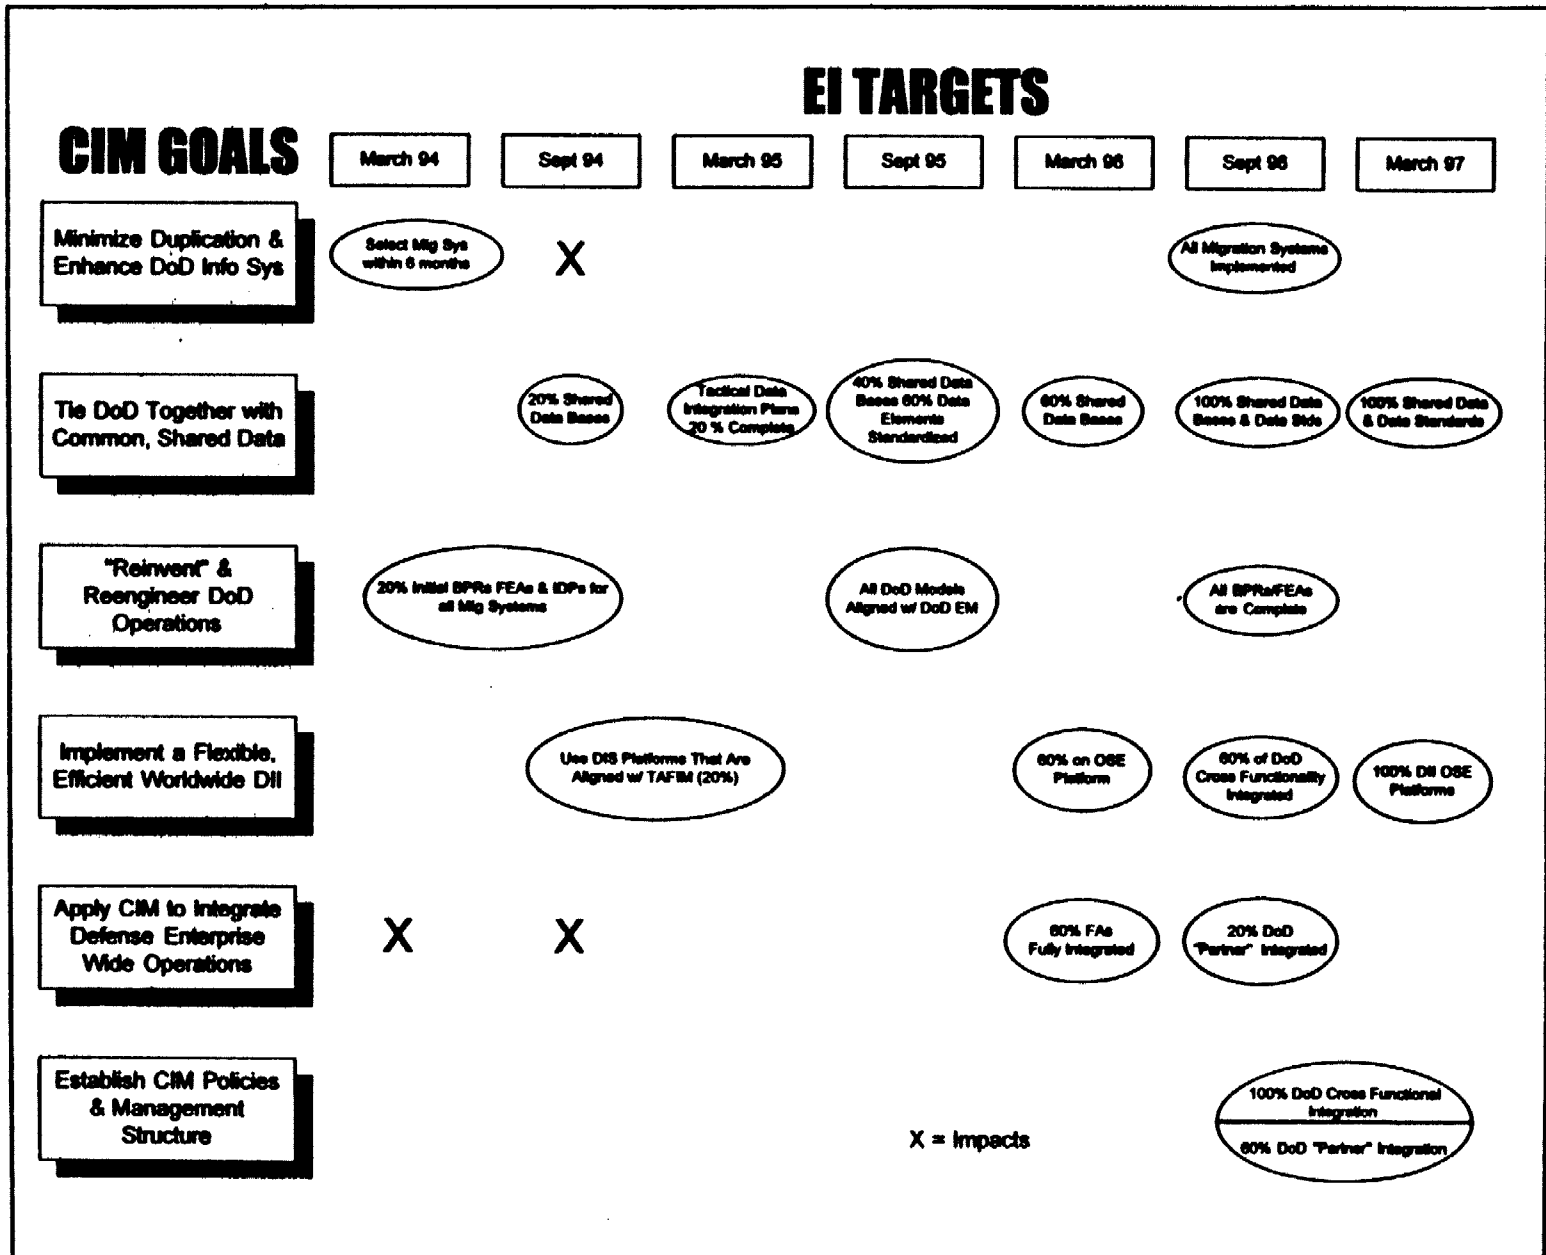 EI TARGETS
CIM GOALS
March 94
Sept 94
March 95
Sept 95
March 96
Sept 96
March 97
Minimize Duplication &
Enhance DoD Info Sys
Select Mig Sys
within 6 months
X
All Migration Systems
Implemented
Tie DoD Together with
Common, Shared Data
20% Shared
Data Bases
Tactical Data
Integration Plans
20 % Complete
40% Shared Data
Bases 60% Data
Elements
Standardized
60% Shared
Data Bases
100% Shared Data
Bases & Data Stds
100% Shared Data
& Data Standards
"Reinvent" &
Reengineer DoD
Operations
20% Initial BPRs FEAs & IDPs for
all Mig Systems
All DoD Models
Aligned w/ DoD EM
All BPRs/FEAs
are Complete
Implement a Flexible,
Efficient Worldwide DII
Use DIS Platforms That Are
Aligned w/ TAFIM (20%)
60% on OSE
Platform
60% of DoD
Cross Functionality
Integrated
100% DII OSE
Platforms
Apply CIM to Integrate
Defense Enterprise
Wide Operations
X
X
60% FAs
Fully Integrated
20% DoD
"Partner" Integrated
Establish CIM Policies
& Management
Structure
X = Impacts
100% DoD Cross Functional
Integration
60% DoD "Partner" Integration